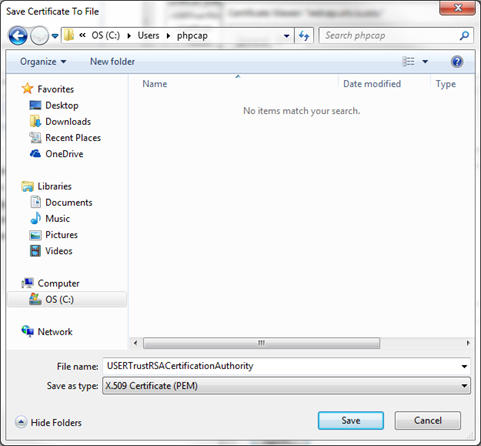 Save Certificate To File
« OS (C:) Users phpcap
Search phpcap
Organize New folder
Name Date modified Type
No items match your search.
Favorites
Desktop
Downloads
Recent Places
OneDrive
Libraries
Documents
Music
Pictures
Videos
Computer
OS (C:)
Network
File name: USERTrustRSACertificationAuthority
Save as type: X.509 Certificate (PEM)
Hide Folders
Save Cancel